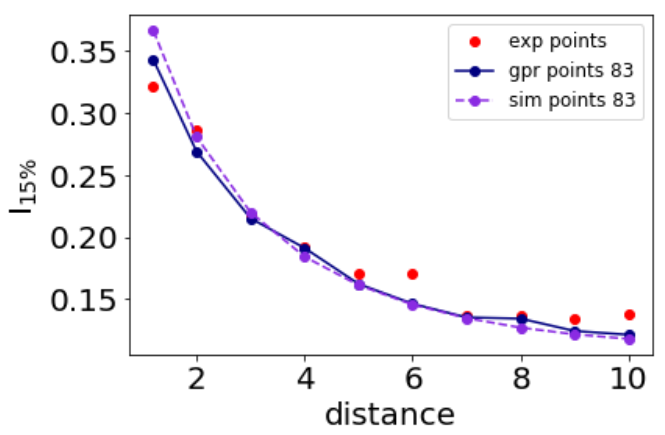 exp points
gpr points 83
sim points 83
0.35
0.30
0.25
0.20
0.15
I15%
2 4 6 8 10
distance